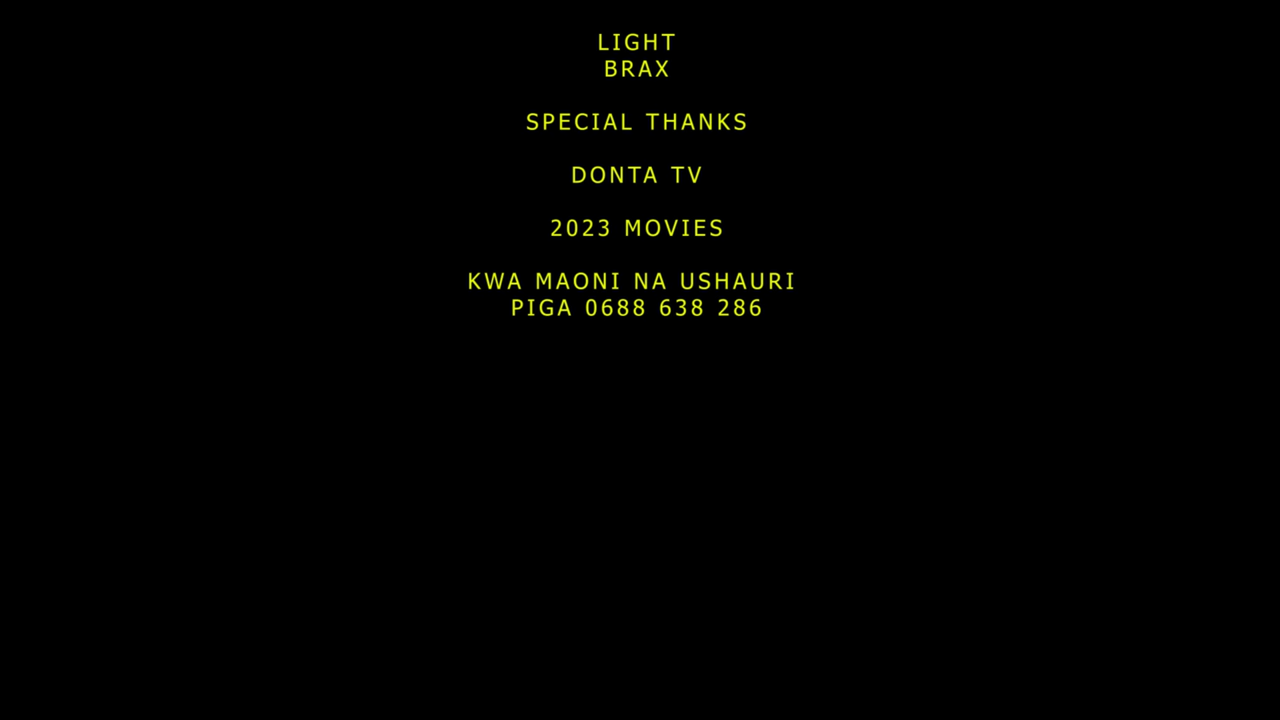 LIGHT
BRAX
SPECIAL THANKS
DONTA TV
2023 MOVIES
KWA MAONI NA USHAURI
PIGA 0688 638 286